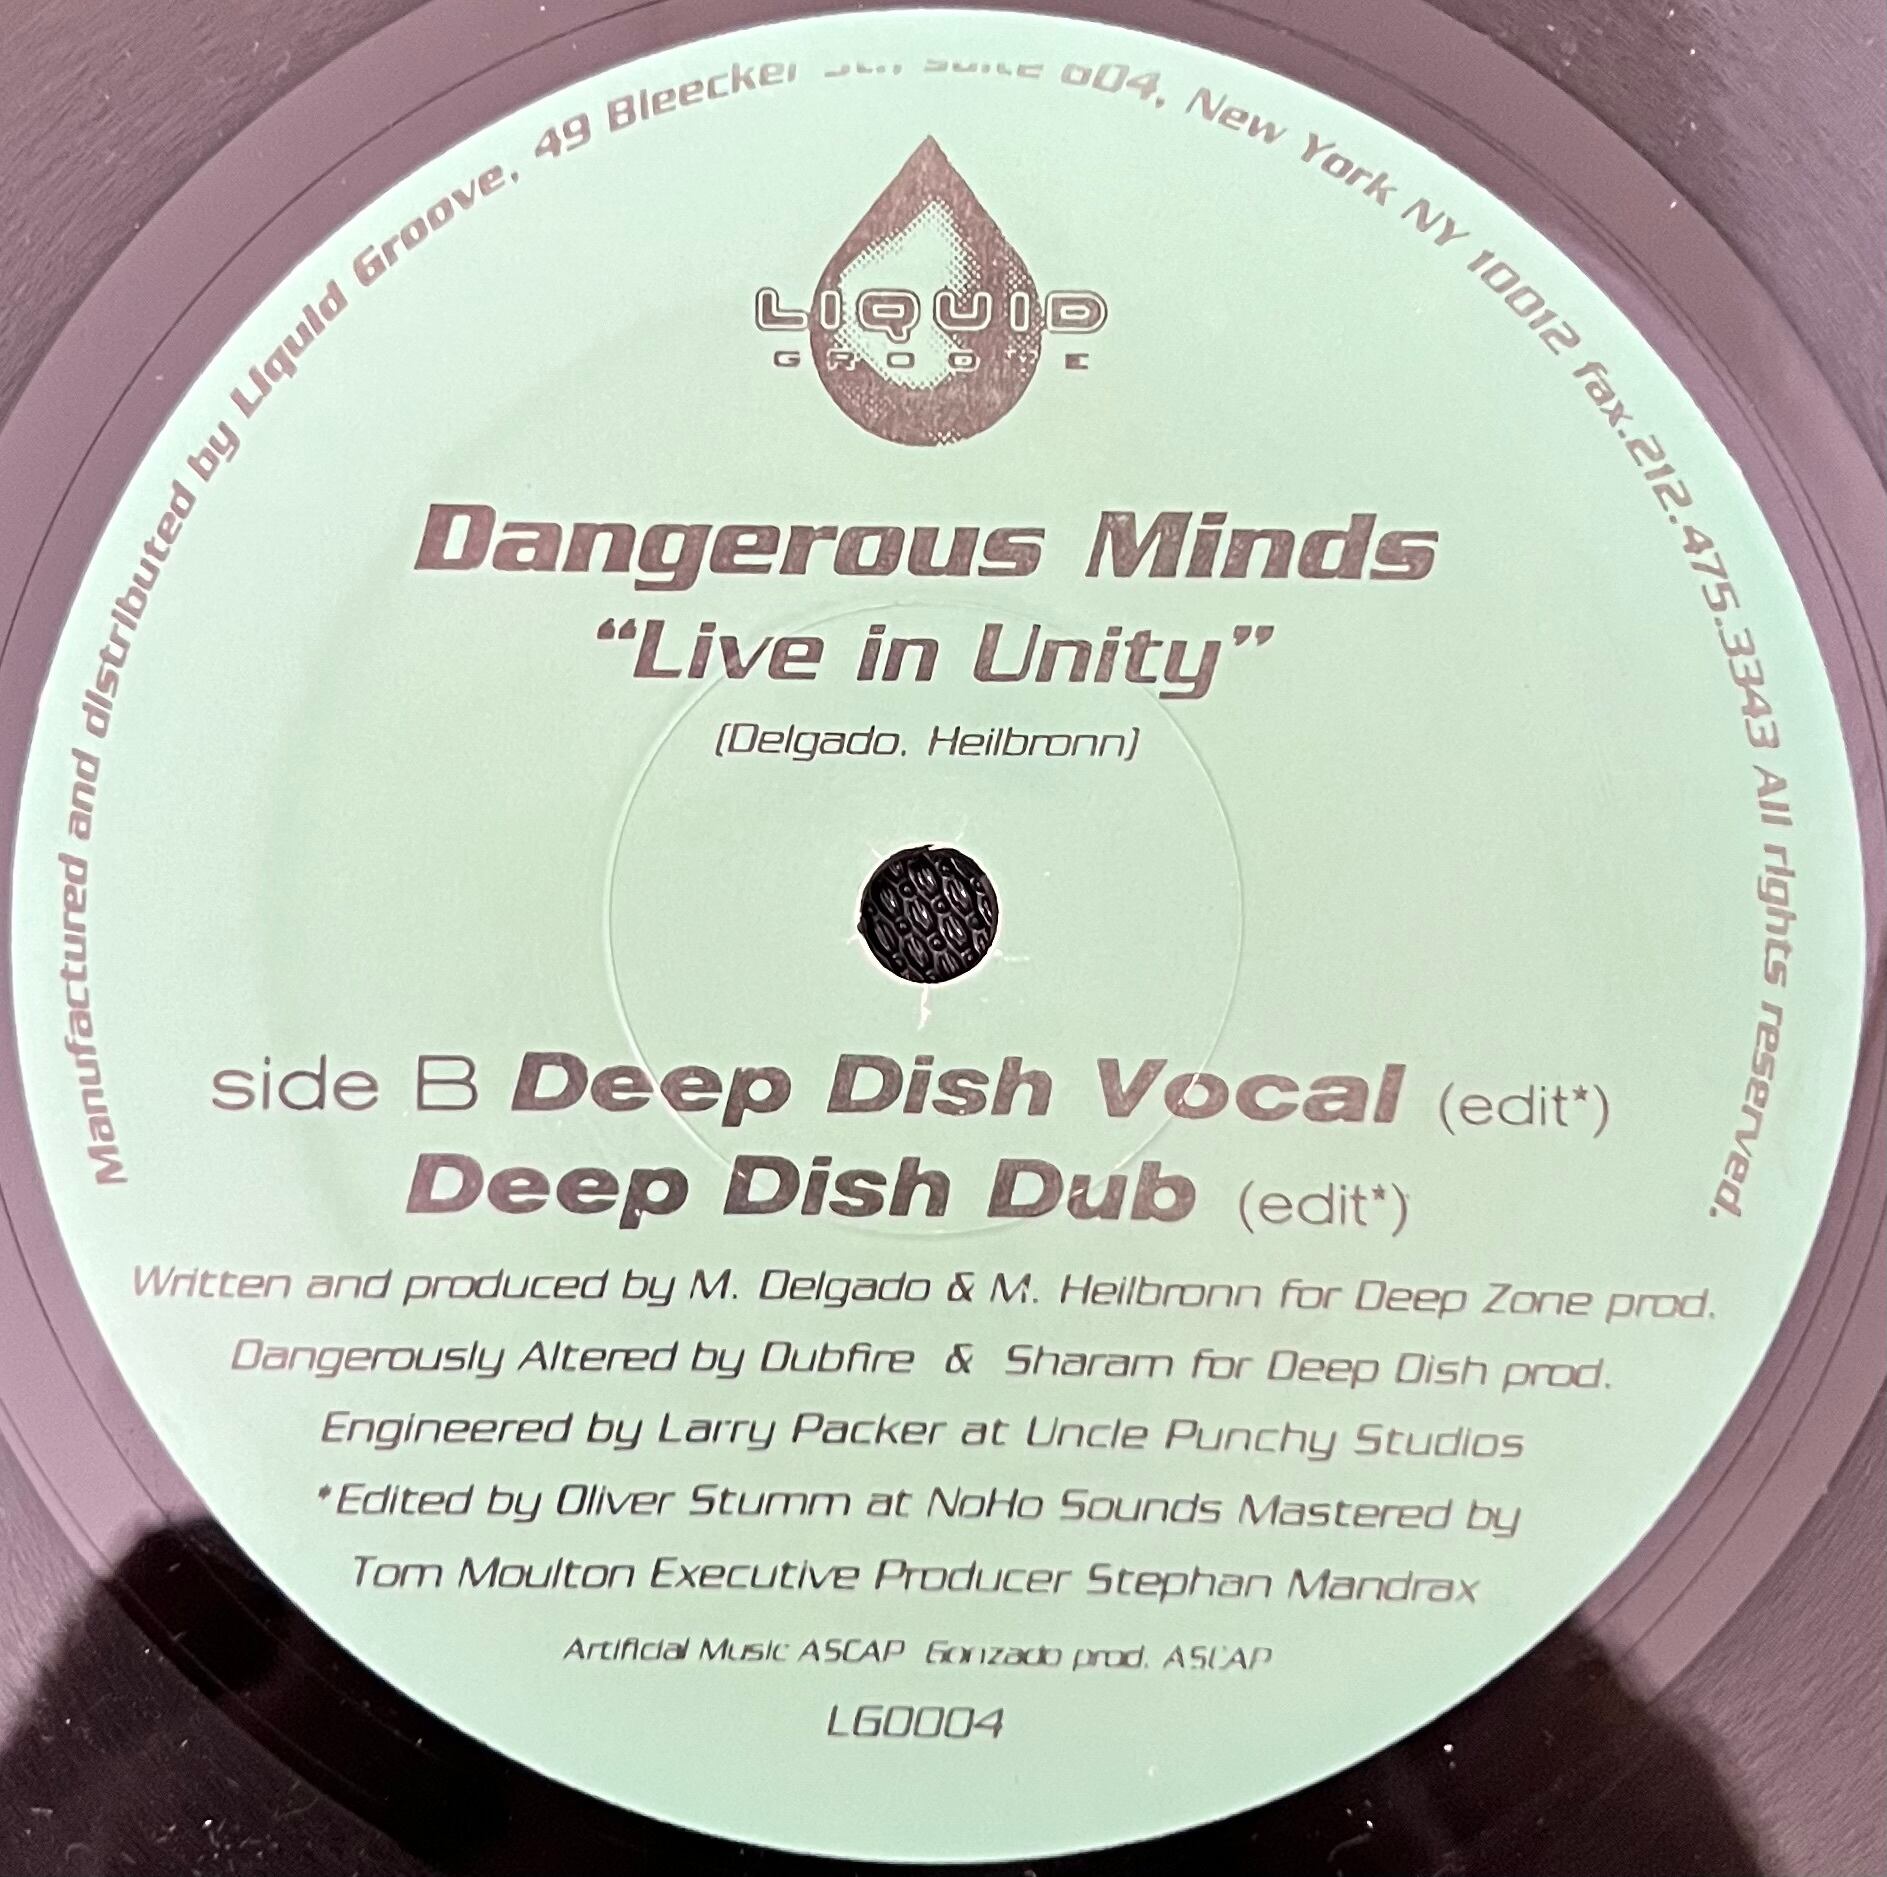 Manufactured and distributed by Liquid Groove, 49 Bleecker Suite 604, New York NY 10012 fax.212.475.3343 All rights reserved.
LIQUID
GROOVE
Dangerous Minds
“Live in Unity”
(Delgado. Heilbronn)
side B Deep Dish Vocal (edit*)
Deep Dish Dub (edit*)
Written and produced by M. Delgado & M. Heilbronn for Deep Zone prod.
Dangerously Altered by Dubfire & Sharam for Deep Dish prod.
Engineered by Larry Packer at Uncle Punchy Studios
*Edited by Oliver Stumm at NoHo Sounds Mastered by
Tom Moulton Executive Producer Stephan Mandrax
Artificial Music ASCAP Gonzado prod. ASCAP
LG0004